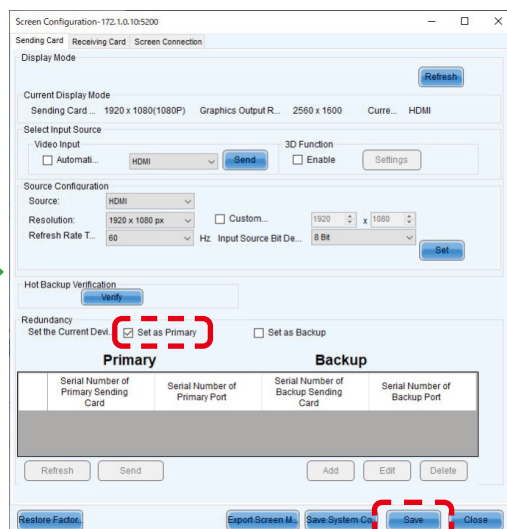 Screen Configuration-172.1.0.10:5200
Sending Card Receiving Card Screen Connection
Display Mode
Refresh
Current Display Mode
Sending Card ... 1920 x 1080(1080P) Graphics Output R... 2560 x 1600 Curre... HDMI
Select Input Source
Video Input 3D Function
Automati... HDMI Send Enable Settings
Source Configuration
Source: HDMI
Resolution: 1920 x 1080 px Custom... 1920 x 1080
Refresh Rate T... 60 Hz Input Source Bit De... 8 Bit
Set
Hot Backup Verification
Verify
Redundancy
Set the Current Devi... Set as Primary Set as Backup
Primary Backup
Serial Number of Primary Sending Card Serial Number of Primary Port Serial Number of Backup Sending Card Serial Number of Backup Port
Refresh Send Add Edit Delete
Restore Factor... Export Screen M... Save System Co... Save Close